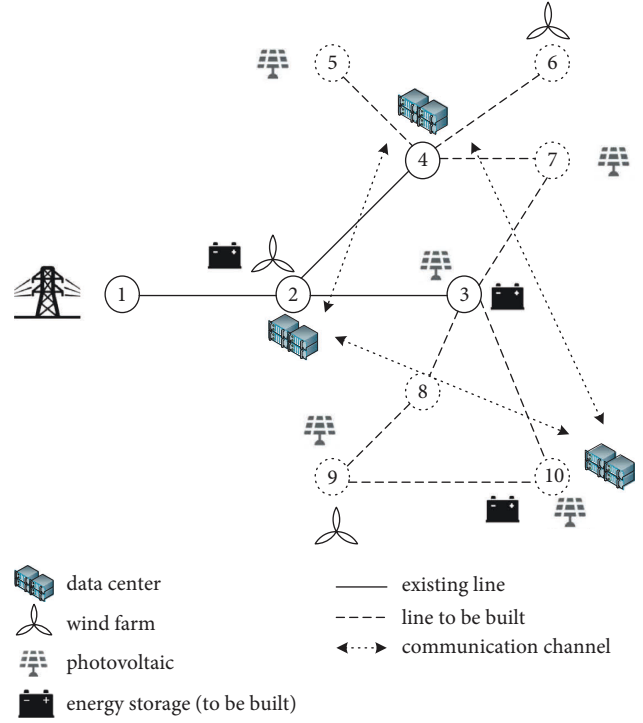 5
6
4
7
1
2
3
8
9
10
data center
wind farm
photovoltaic
energy storage (to be built)
existing line
line to be built
communication channel